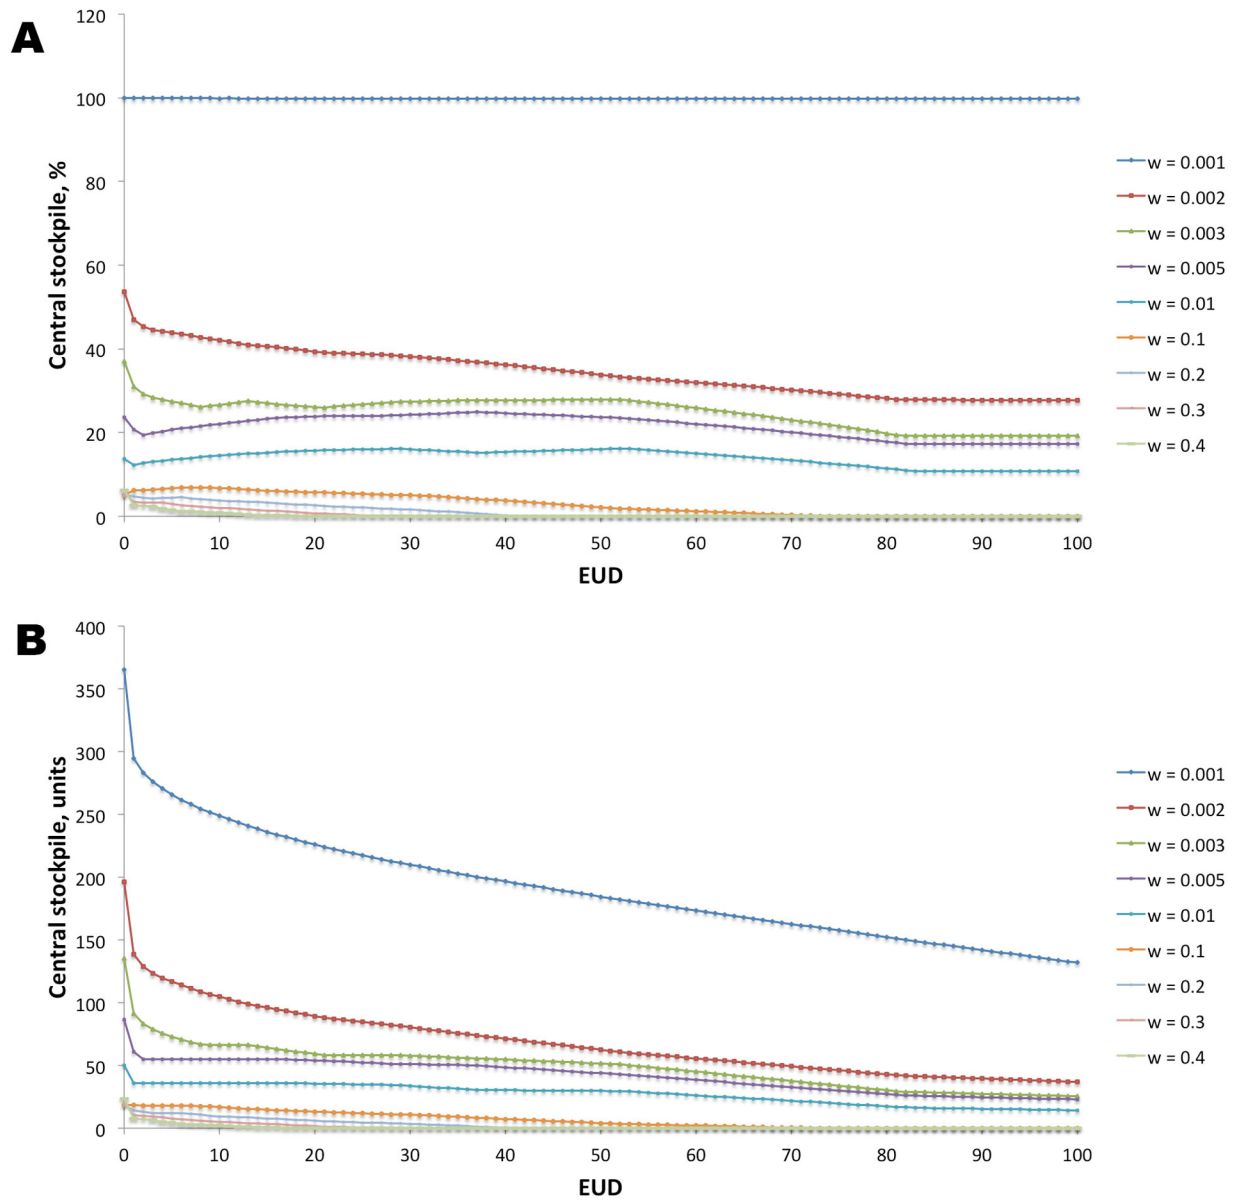 A
120
100
80
60
40
20
0
Central stockpile, %
0 10 20 30 40 50 60 70 80 90 100
EUD
w = 0.001
w = 0.002
w = 0.003
w = 0.005
w = 0.01
w = 0.1
w = 0.2
w = 0.3
w = 0.4
B
400
350
300
250
200
150
100
50
0
Central stockpile, units
0 10 20 30 40 50 60 70 80 90 100
EUD
w = 0.001
w = 0.002
w = 0.003
w = 0.005
w = 0.01
w = 0.1
w = 0.2
w = 0.3
w = 0.4